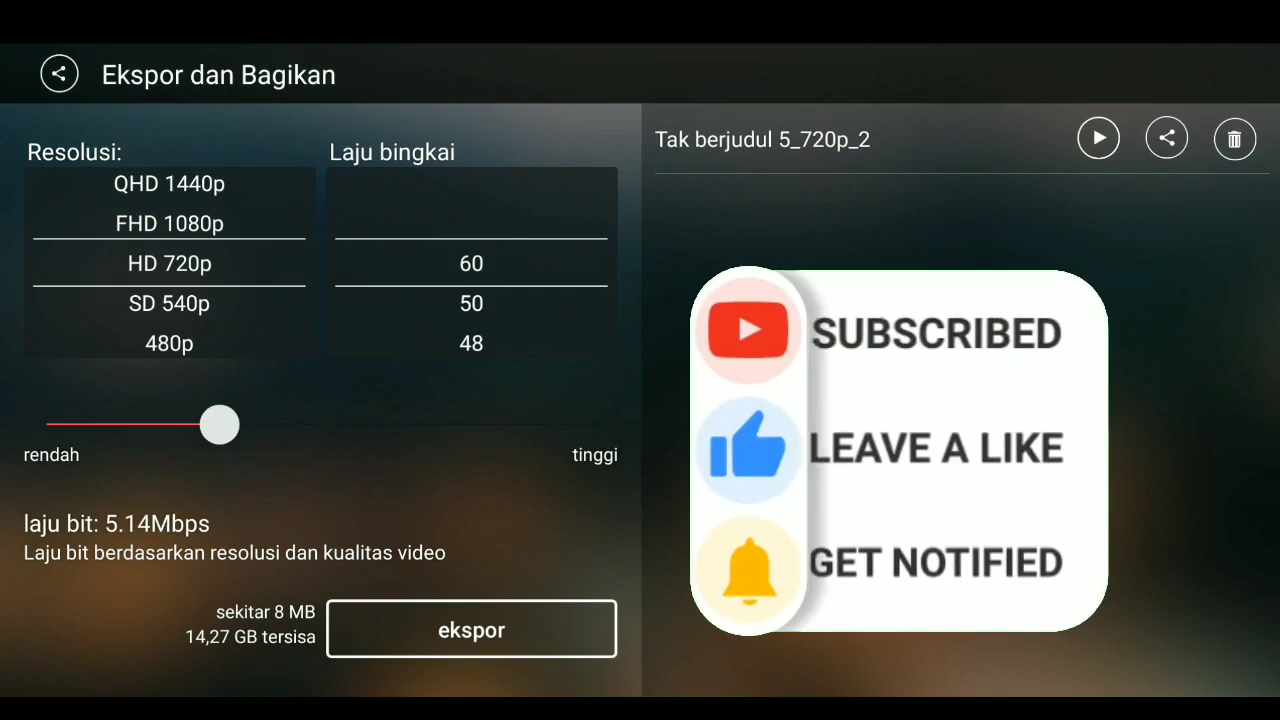 Ekspor dan Bagikan
Resolusi:
QHD 1440p
FHD 1080p
HD 720p
SD 540p
480p
Laju bingkai
60
50
48
rendah
tinggi
laju bit: 5.14Mbps
Laju bit berdasarkan resolusi dan kualitas video
sekitar 8 MB
14,27 GB tersisa
ekspor
Tak berjudul 5_720p_2
SUBSCRIBED
LEAVE A LIKE
GET NOTIFIED